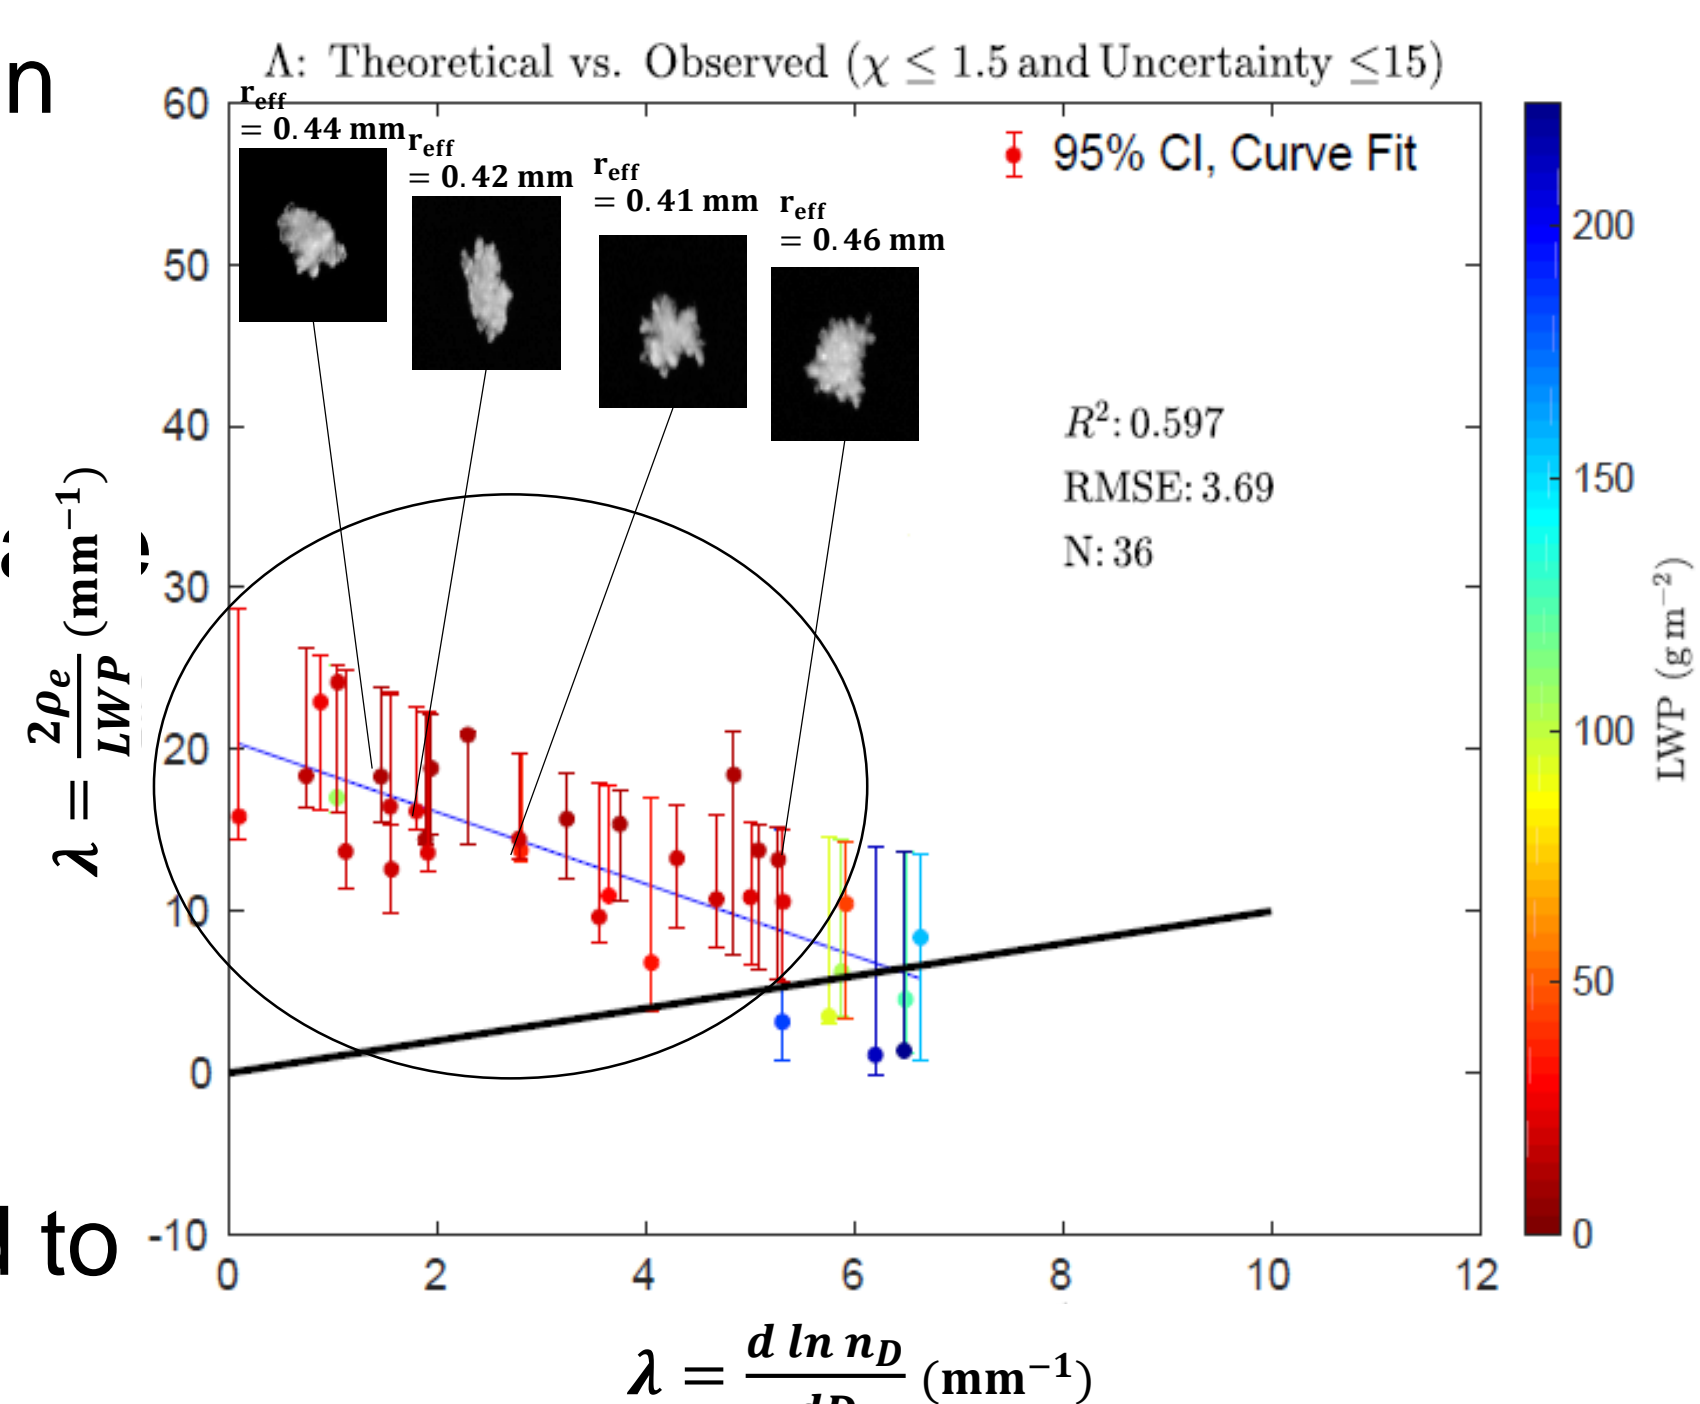 n
Λ: Theoretical vs. Observed (χ ≤ 1.5 and Uncertainty ≤15)
r_eff
= 0.44 mm
r_eff
= 0.42 mm
r_eff
= 0.41 mm
r_eff
= 0.46 mm
95% CI, Curve Fit
R²: 0.597
RMSE: 3.69
N: 36
60
50
40
30
20
10
0
-10
λ = 2ρ_e / LWP (mm⁻¹)
d to
0 2 4 6 8 10 12
λ = d ln n_D / dD (mm⁻¹)
200
150
100
50
0
LWP (g m⁻²)